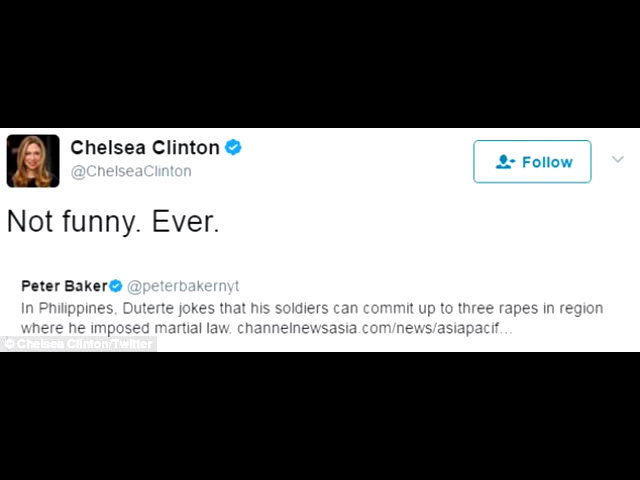 Chelsea Clinton
@ChelseaClinton
Follow
Not funny. Ever.
Peter Baker @peterbakernyt
In Philippines, Duterte jokes that his soldiers can commit up to three rapes in region
where he imposed martial law. channelnewsasia.com/news/asiapacif...
© Chelsea Clinton/Twitter